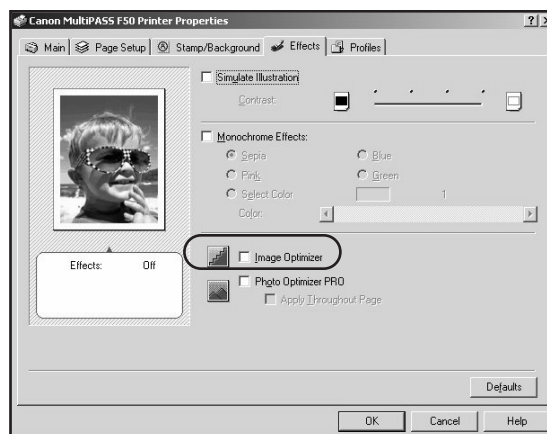 Canon MultiPASS F50 Printer Properties
Main Page Setup Stamp/Background Effects Profiles
Simulate Illustration
Contrast:
Monochrome Effects:
Sepia Blue
Pink Green
Select Color 1
Color:
Image Optimizer
Effects: Off
Photo Optimizer PRO
Apply Throughout Page
Defaults
OK Cancel Help